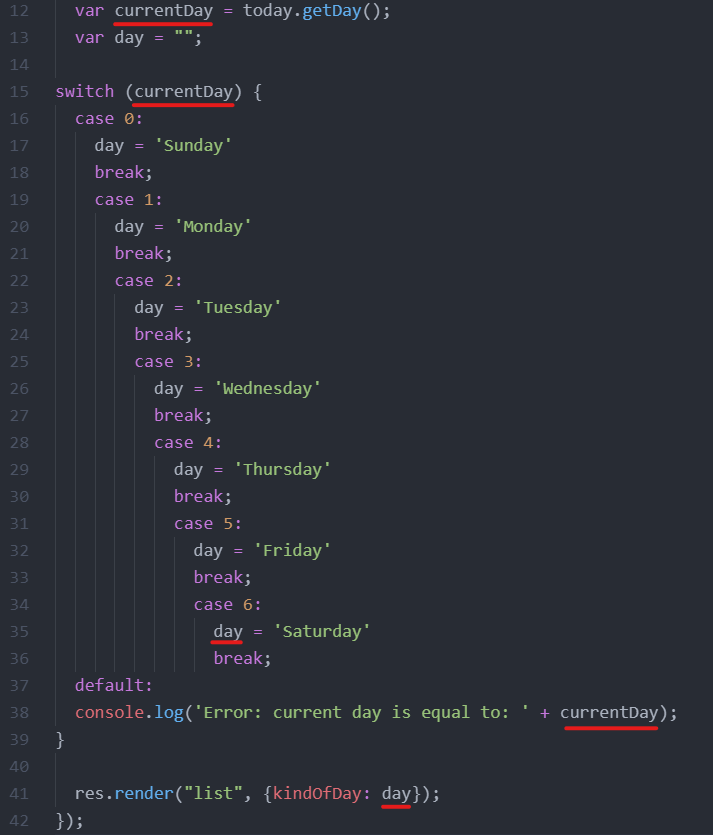 12 var currentDay = today.getDay();
13 var day = "";
14
15 switch (currentDay) {
16 case 0:
17 day = 'Sunday'
18 break;
19 case 1:
20 day = 'Monday'
21 break;
22 case 2:
23 day = 'Tuesday'
24 break;
25 case 3:
26 day = 'Wednesday'
27 break;
28 case 4:
29 day = 'Thursday'
30 break;
31 case 5:
32 day = 'Friday'
33 break;
34 case 6:
35 day = 'Saturday'
36 break;
37 default:
38 console.log('Error: current day is equal to: ' + currentDay);
39 }
40
41 res.render("list", {kindOfDay: day});
42 });